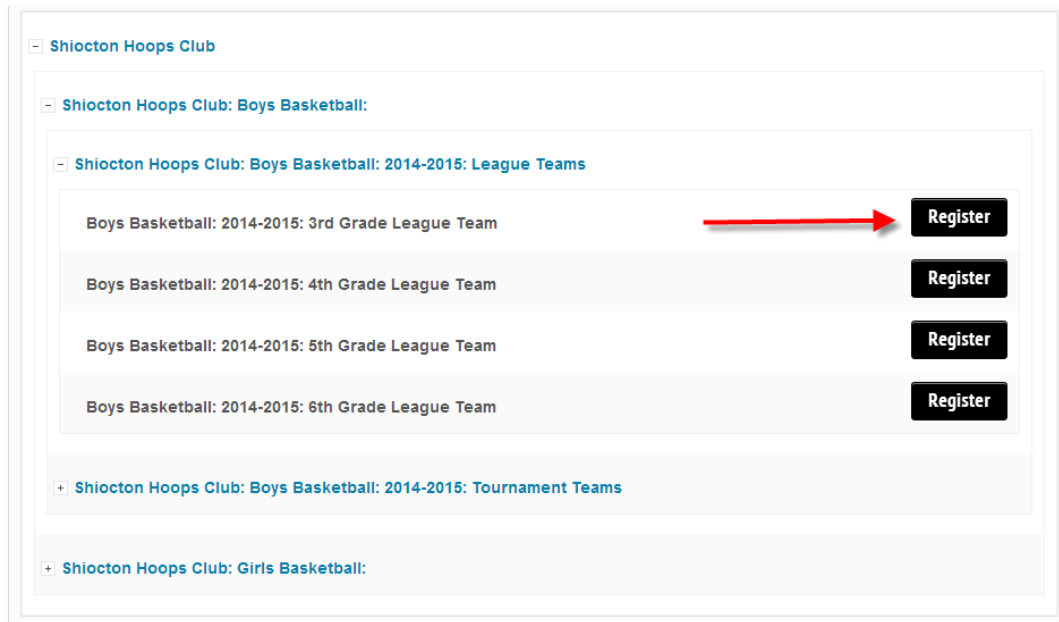 Shiocton Hoops Club
Shiocton Hoops Club: Boys Basketball:
Shiocton Hoops Club: Boys Basketball: 2014-2015: League Teams
Boys Basketball: 2014-2015: 3rd Grade League Team Register
Boys Basketball: 2014-2015: 4th Grade League Team Register
Boys Basketball: 2014-2015: 5th Grade League Team Register
Boys Basketball: 2014-2015: 6th Grade League Team Register
Shiocton Hoops Club: Boys Basketball: 2014-2015: Tournament Teams
Shiocton Hoops Club: Girls Basketball: